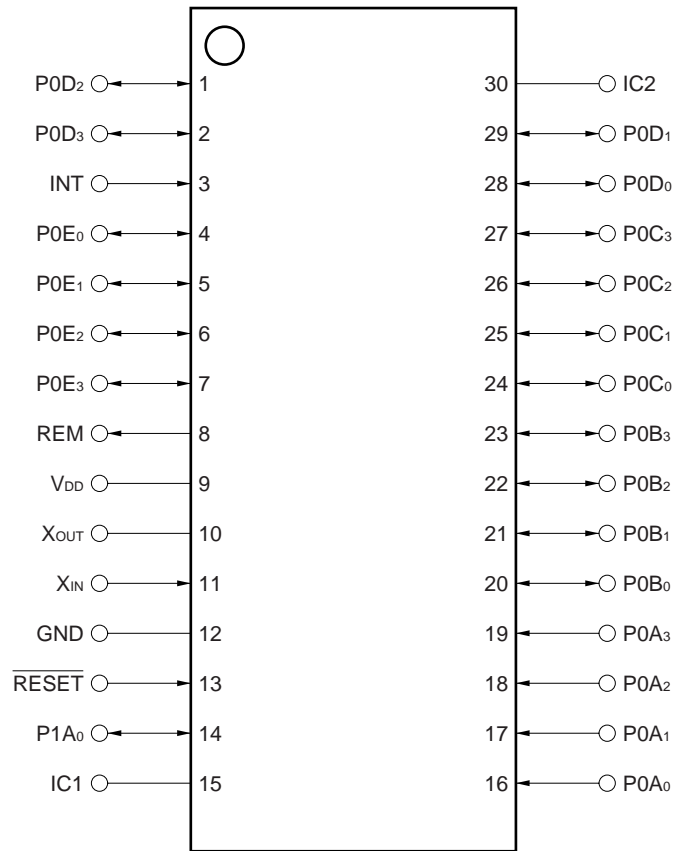 P0D₂ 1 30 IC2
P0D₃ 2 29 P0D₁
INT 3 28 P0D₀
P0E₀ 4 27 P0C₃
P0E₁ 5 26 P0C₂
P0E₂ 6 25 P0C₁
P0E₃ 7 24 P0C₀
REM 8 23 P0B₃
VDD 9 22 P0B₂
XOUT 10 21 P0B₁
XIN 11 20 P0B₀
GND 12 19 P0A₃
RESET 13 18 P0A₂
P1A₀ 14 17 P0A₁
IC1 15 16 P0A₀